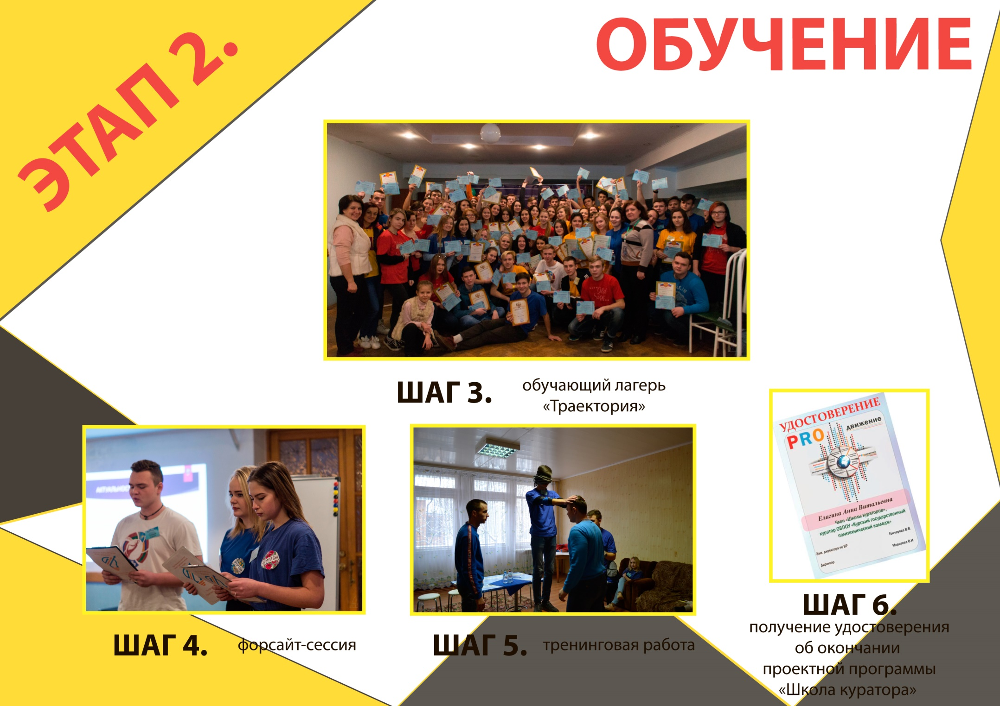 ЭТАП 2.
ОБУЧЕНИЕ
ШАГ 3.
обучающий лагерь
«Траектория»
АКТУАЛЬНОС
Эрмитаж
ШАГ 4.
форсайт-сессия
ШАГ 5.
тренинговая работа
УДОСТОВЕРЕНИЕ
PRO
движение
Елагина Анна Витальевна
Член «Школы кураторов»,
куратор ОБПОУ «Курский государственный
политехнический колледж»
Зам. директора по ВР
Гончарова В.В.
Директор
Морозова О.И.
ШАГ 6.
получение удостоверения
об окончании
проектной программы
«Школа куратора»